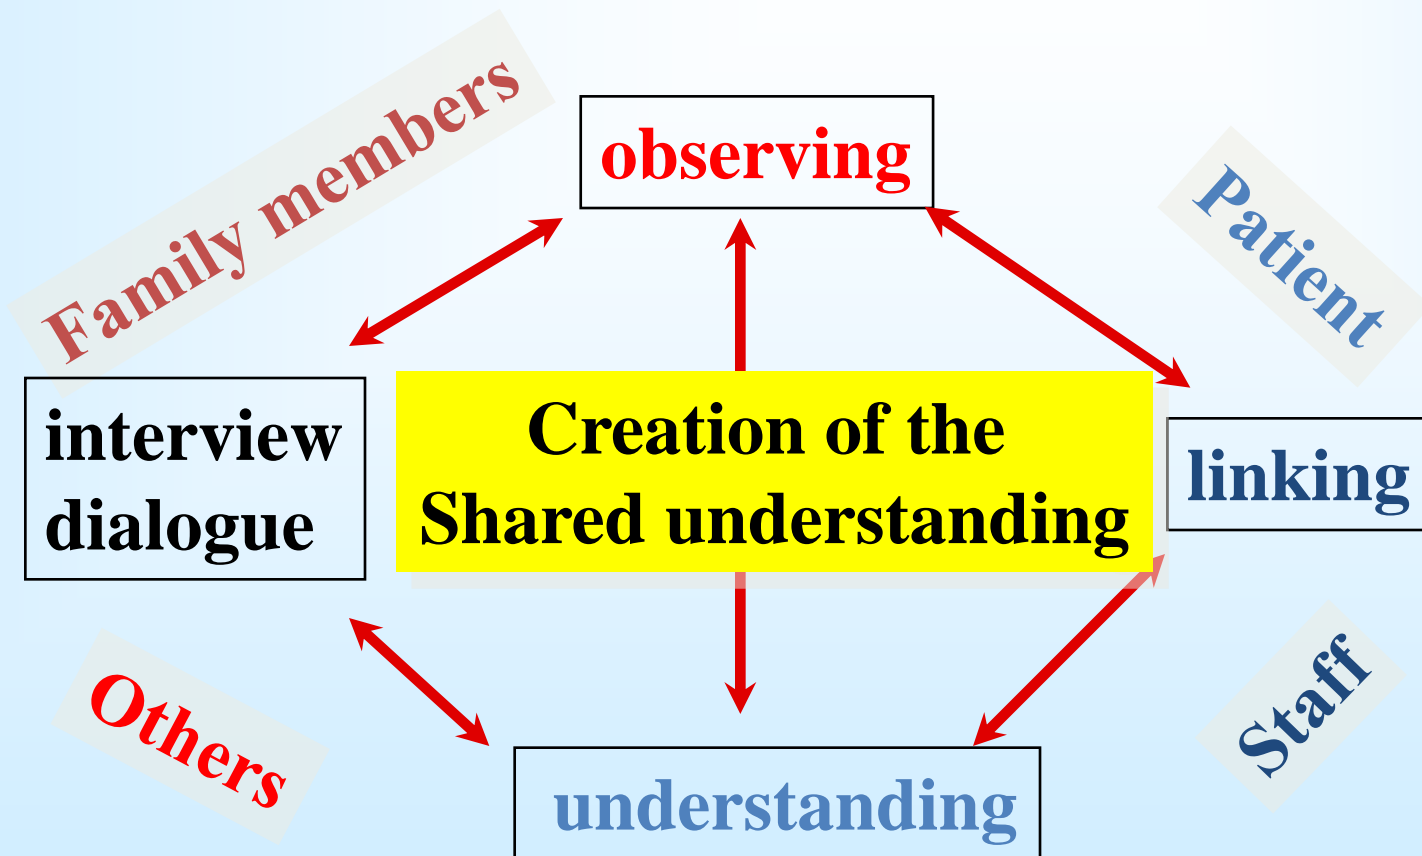 Family members
observing
Patient
interview
dialogue
Creation of the
Shared understanding
linking
Others
Staff
understanding